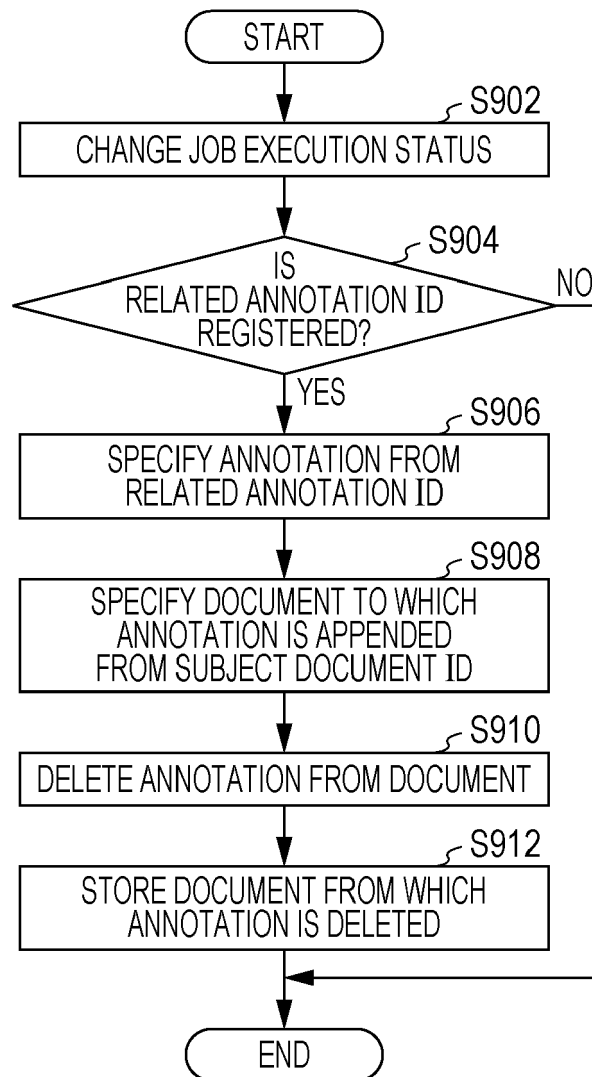 START
S902
CHANGE JOB EXECUTION STATUS
S904
IS
RELATED ANNOTATION ID
REGISTERED?
NO
YES
S906
SPECIFY ANNOTATION FROM
RELATED ANNOTATION ID
S908
SPECIFY DOCUMENT TO WHICH
ANNOTATION IS APPENDED
FROM SUBJECT DOCUMENT ID
S910
DELETE ANNOTATION FROM DOCUMENT
S912
STORE DOCUMENT FROM WHICH
ANNOTATION IS DELETED
END